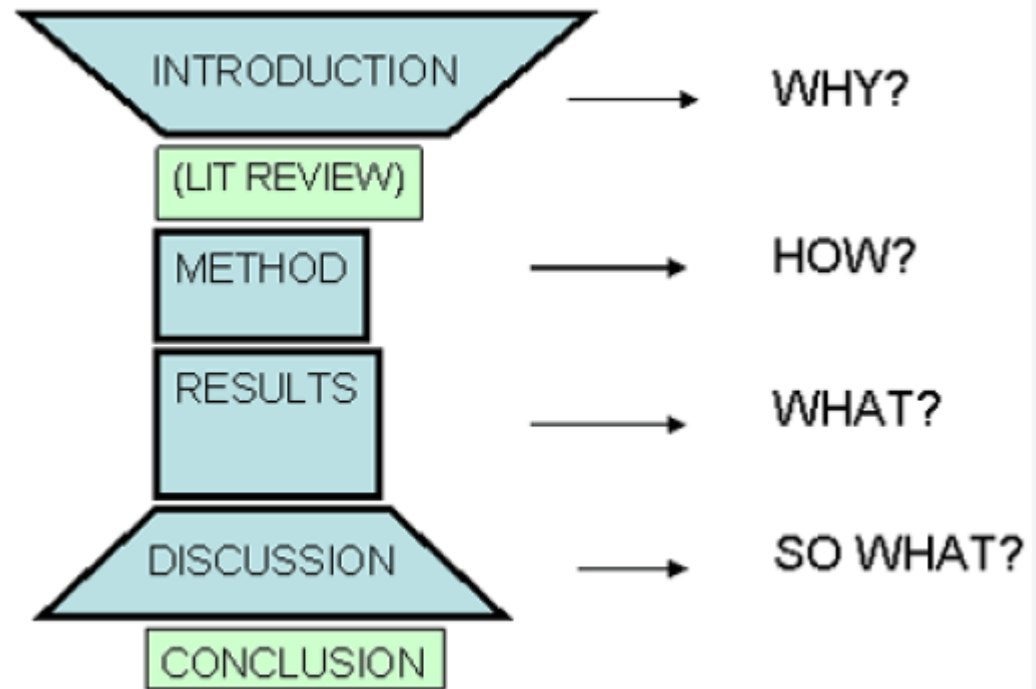 INTRODUCTION
WHY?
(LIT REVIEW)
METHOD
HOW?
RESULTS
WHAT?
DISCUSSION
SO WHAT?
CONCLUSION